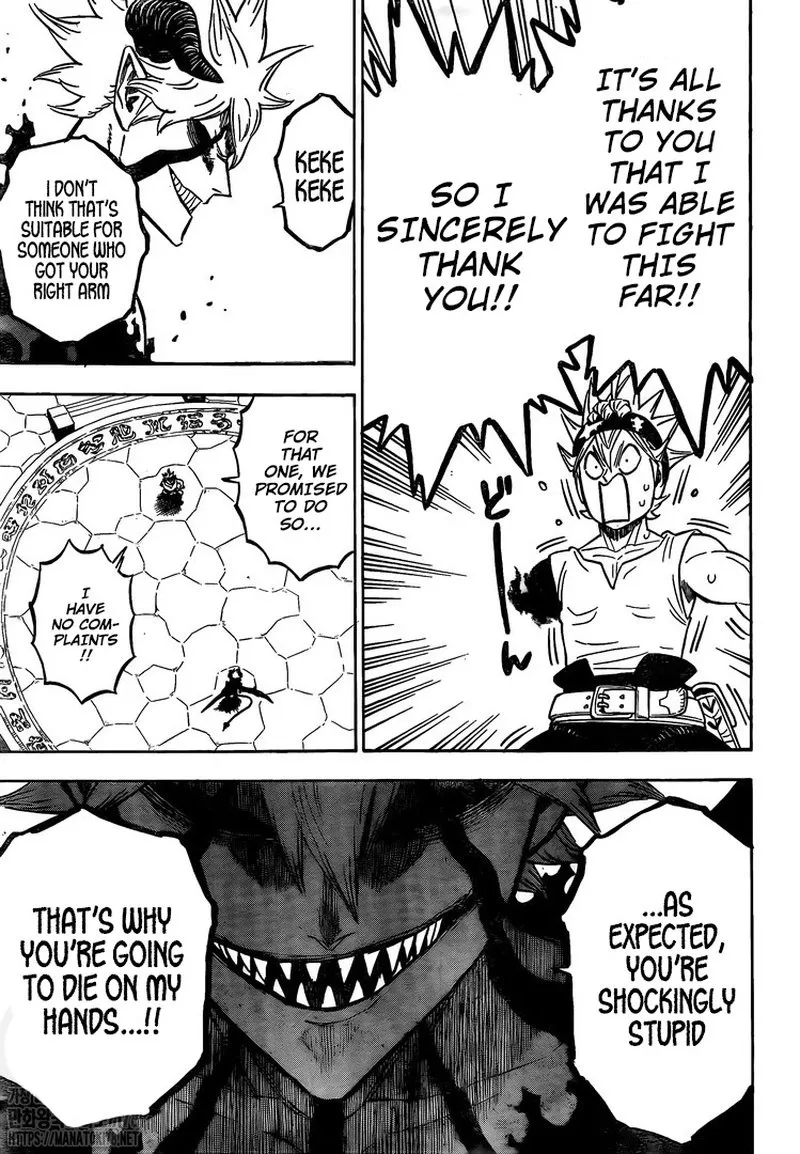 IT'S ALL
THANKS
TO YOU
THAT I
WAS ABLE
TO FIGHT
THIS
FAR!!
SO I
SINCERELY
THANK
YOU!!
どーん
KEKE
KEKE
I DON'T
THINK THAT'S
SUITABLE FOR
SOMEONE WHO
GOT YOUR
RIGHT ARM
FOR
THAT
ONE, WE
PROMISED
TO DO
SO...
I
HAVE
NO COM-
PLAINTS
!!
...AS
EXPECTED,
YOU'RE
SHOCKINGLY
STUPID
THAT'S WHY
YOU'RE GOING
TO DIE ON MY
HANDS...!!